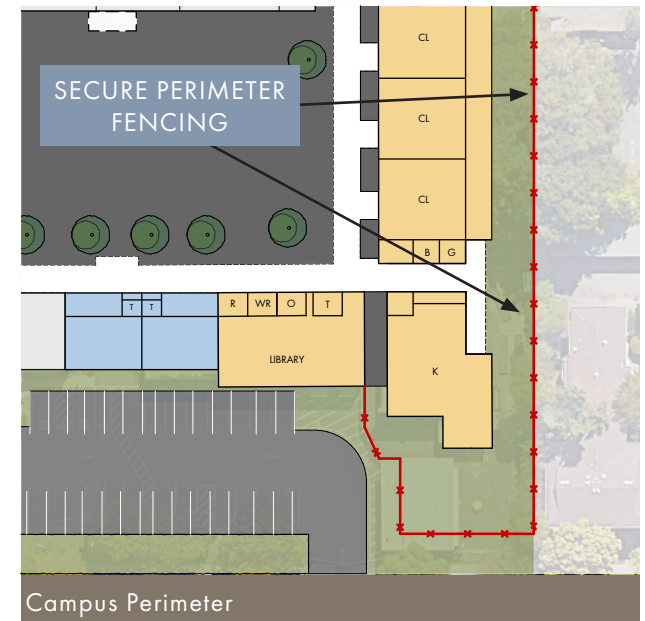 CL
SECURE PERIMETER
FENCING
CL
CL
B G
T T
R WR O T
LIBRARY
K
Campus Perimeter